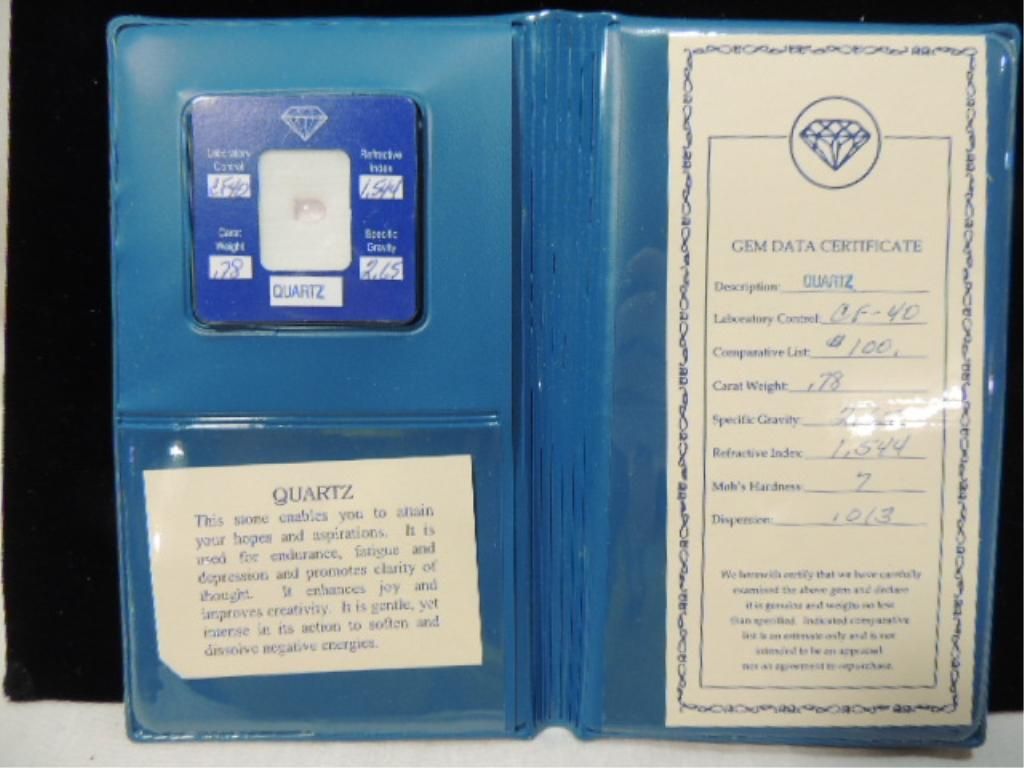 Laboratory
Control
CF40
Refractive
Index
1.544
Carat
Weight
.78
Specific
Gravity
2.65
QUARTZ
QUARTZ
This stone enables you to attain
your hopes and aspirations. It is
used for endurance, fatigue and
depression and promotes clarity of
thought. It enhances joy and
improves creativity. It is gentle, yet
intense in its action to soften and
dissolve negative energies.
GEM DATA CERTIFICATE
Description: QUARTZ
Laboratory Control: CF-40
Comparative List: $100.
Carat Weight: .78
Specific Gravity: 2.65
Refractive Index: 1.544
Moh's Hardness: 7
Dispersion: .013
We herewith certify that we have carefully
examined the above gem and declare
it is genuine and weighs no less
than specified. Indicated comparative
list is an estimate only and is not
intended to be an appraisal
nor an agreement to repurchase.